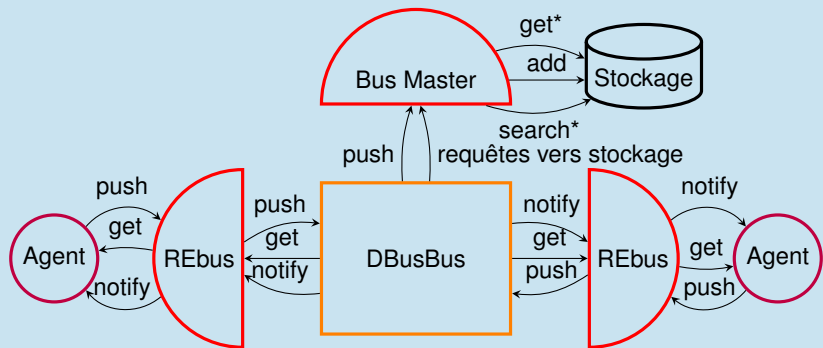 get*
add
Bus Master
Stockage
search*
push
requêtes vers stockage
push
get
notify
Agent
REbus
push
get
notify
DBusBus
notify
get
push
REbus
notify
get
push
Agent